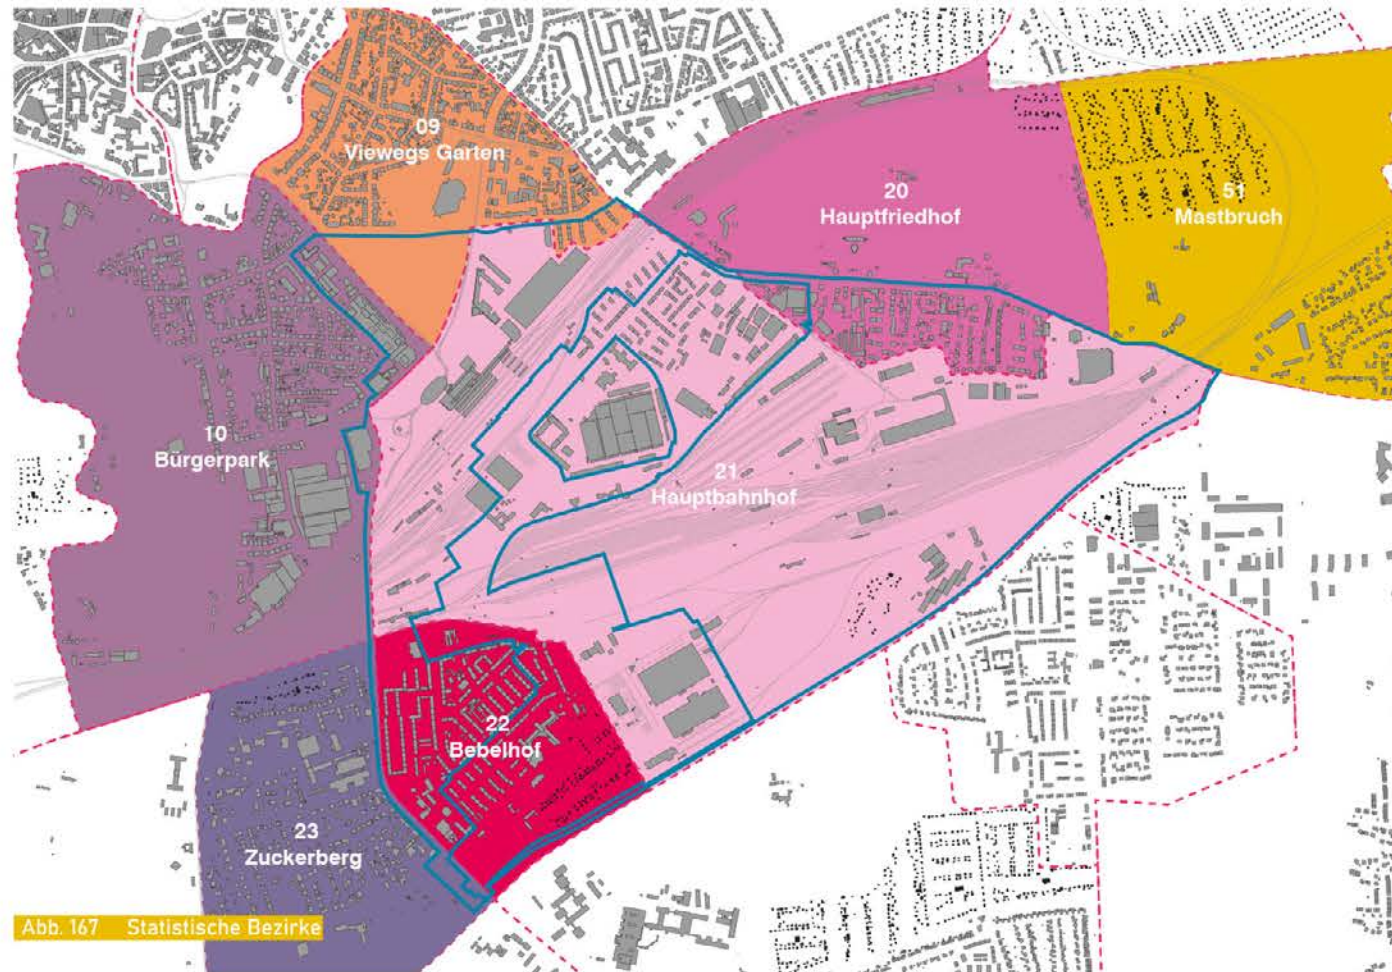 09
Viewegs Garten
20
Hauptfriedhof
51
Mastbruch
10
Bürgerpark
21
Hauptbahnhof
22
Bebelhof
23
Zuckerberg
Abb. 167 Statistische Bezirke